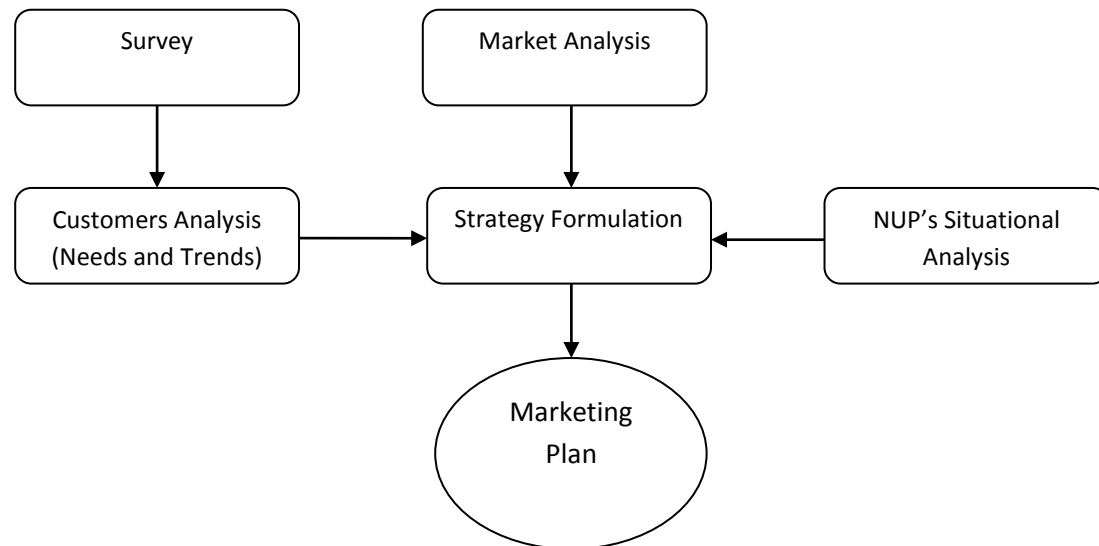 Survey
Market Analysis
Customers Analysis
(Needs and Trends)
Strategy Formulation
NUP’s Situational
Analysis
Marketing
Plan